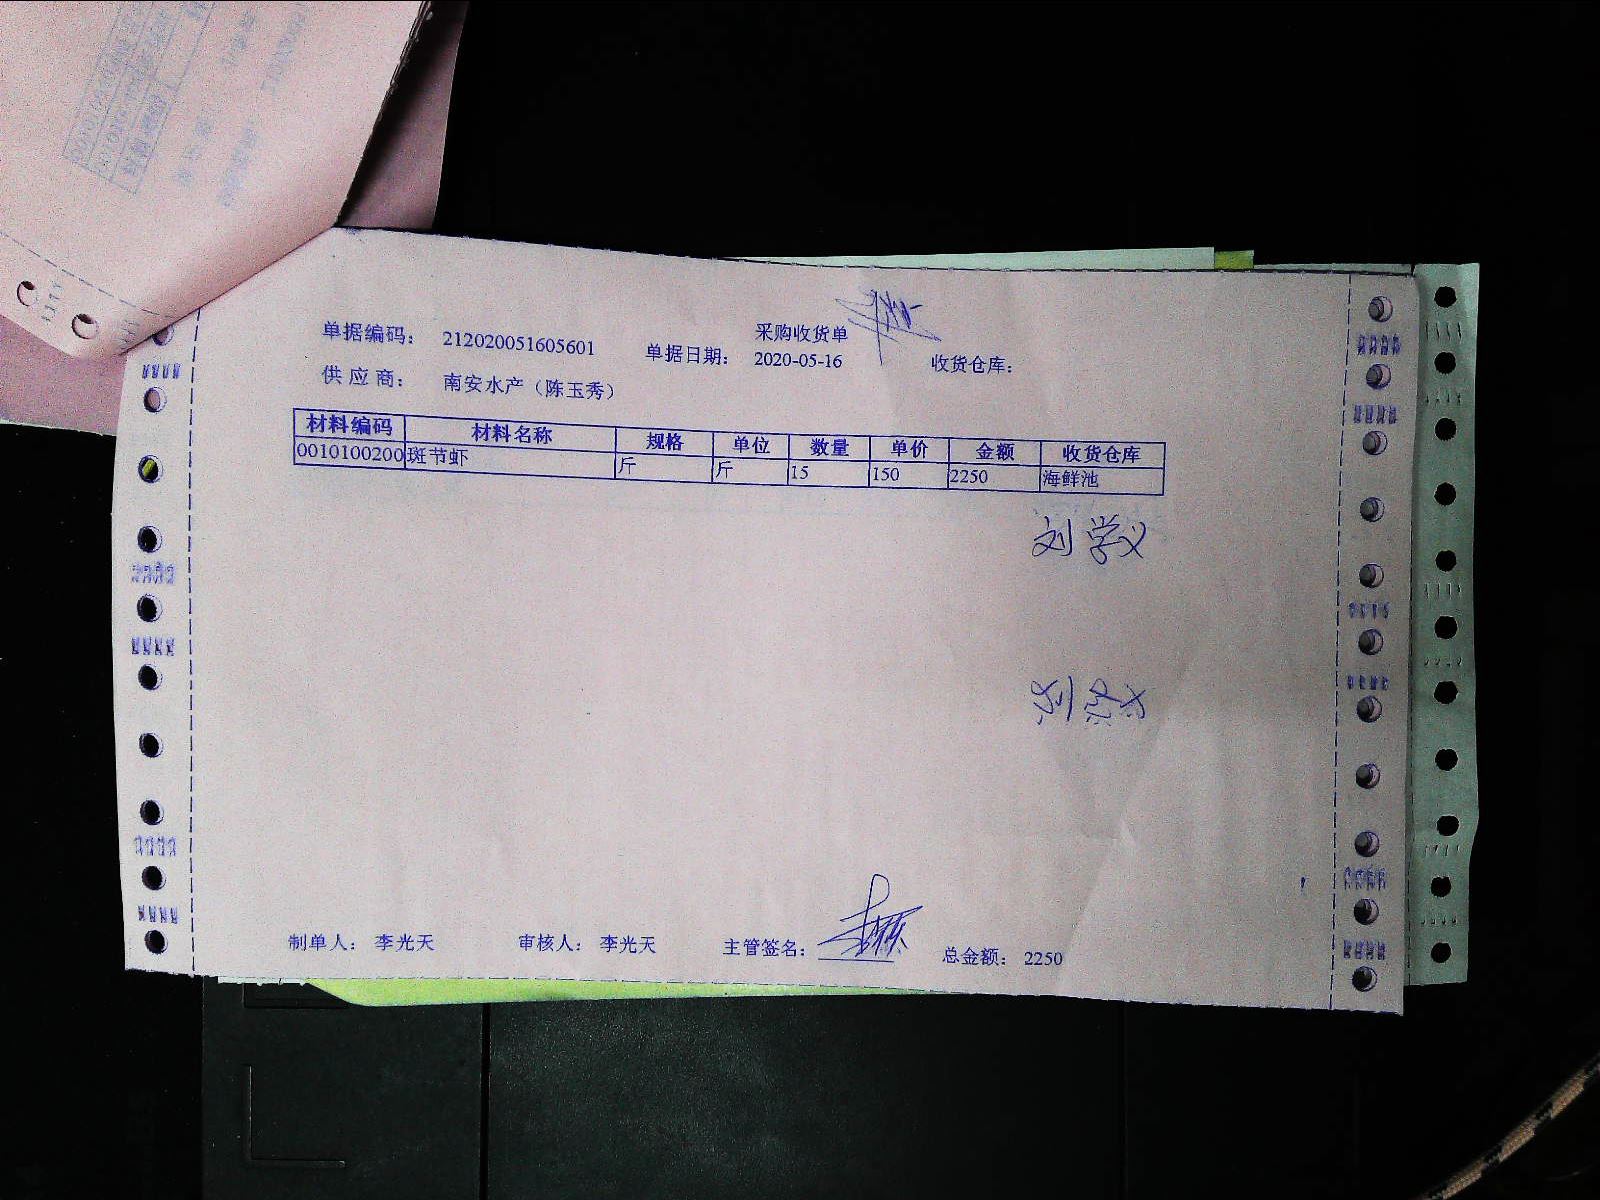 采购收货单
单据编码： 212020051605601 单据日期： 2020-05-16 收货仓库：
供 应 商： 南安水产（陈玉秀）
材料编码 材料名称 规格 单位 数量 单价 金额 收货仓库
0010100200 斑节虾 斤 斤 15 150 2250 海鲜池
刘学义
制单人： 李光天 审核人： 李光天 主管签名： 总金额： 2250